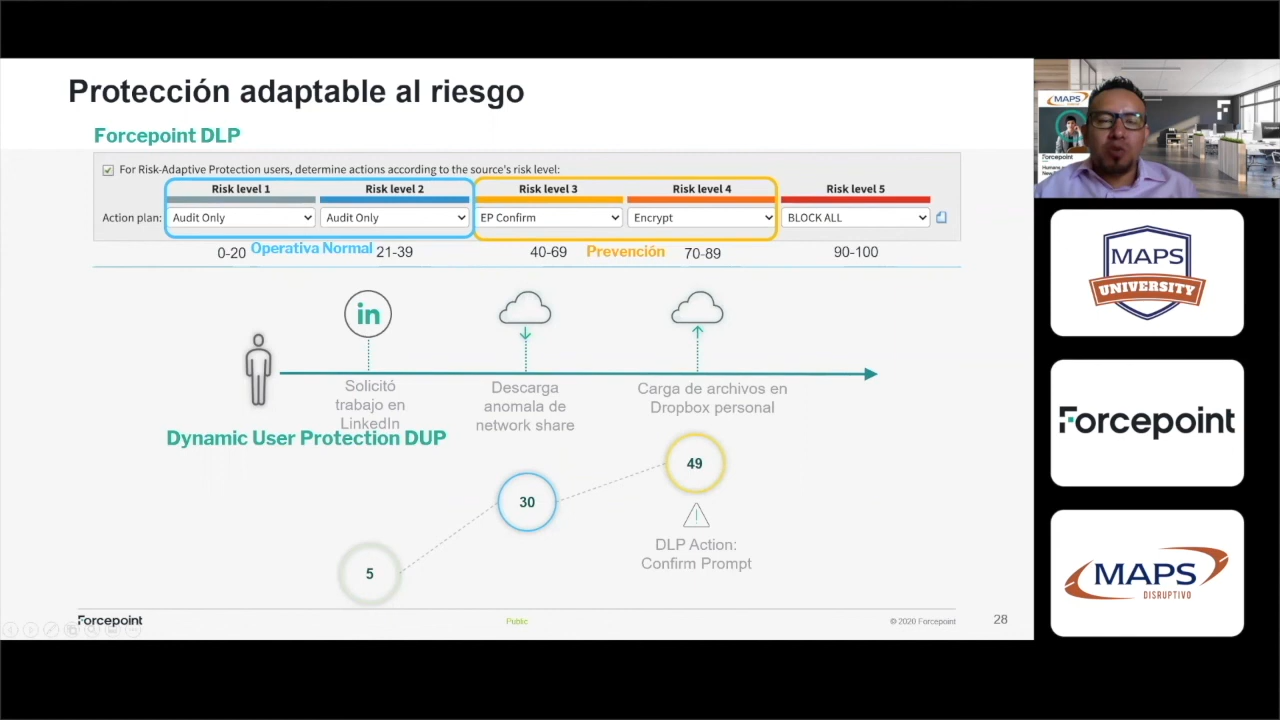 Protección adaptable al riesgo
Forcepoint DLP
For Risk-Adaptive Protection users, determine actions according to the source's risk level:
Risk level 1 Risk level 2 Risk level 3 Risk level 4 Risk level 5
Action plan: Audit Only Audit Only EP Confirm Encrypt BLOCK ALL
0-20 Operativa Normal 21-39 40-69 Prevención 70-89 90-100
in
Solicitó
trabajo en
LinkedIn
Descarga
anomala de
network share
Carga de archivos en
Dropbox personal
Dynamic User Protection DUP
49
30
5
DLP Action:
Confirm Prompt
Forcepoint
Public
© 2020 Forcepoint
28
MAPS
Forcepoint
MAPS
UNIVERSITY
Forcepoint
MAPS
DISRUPTIVO